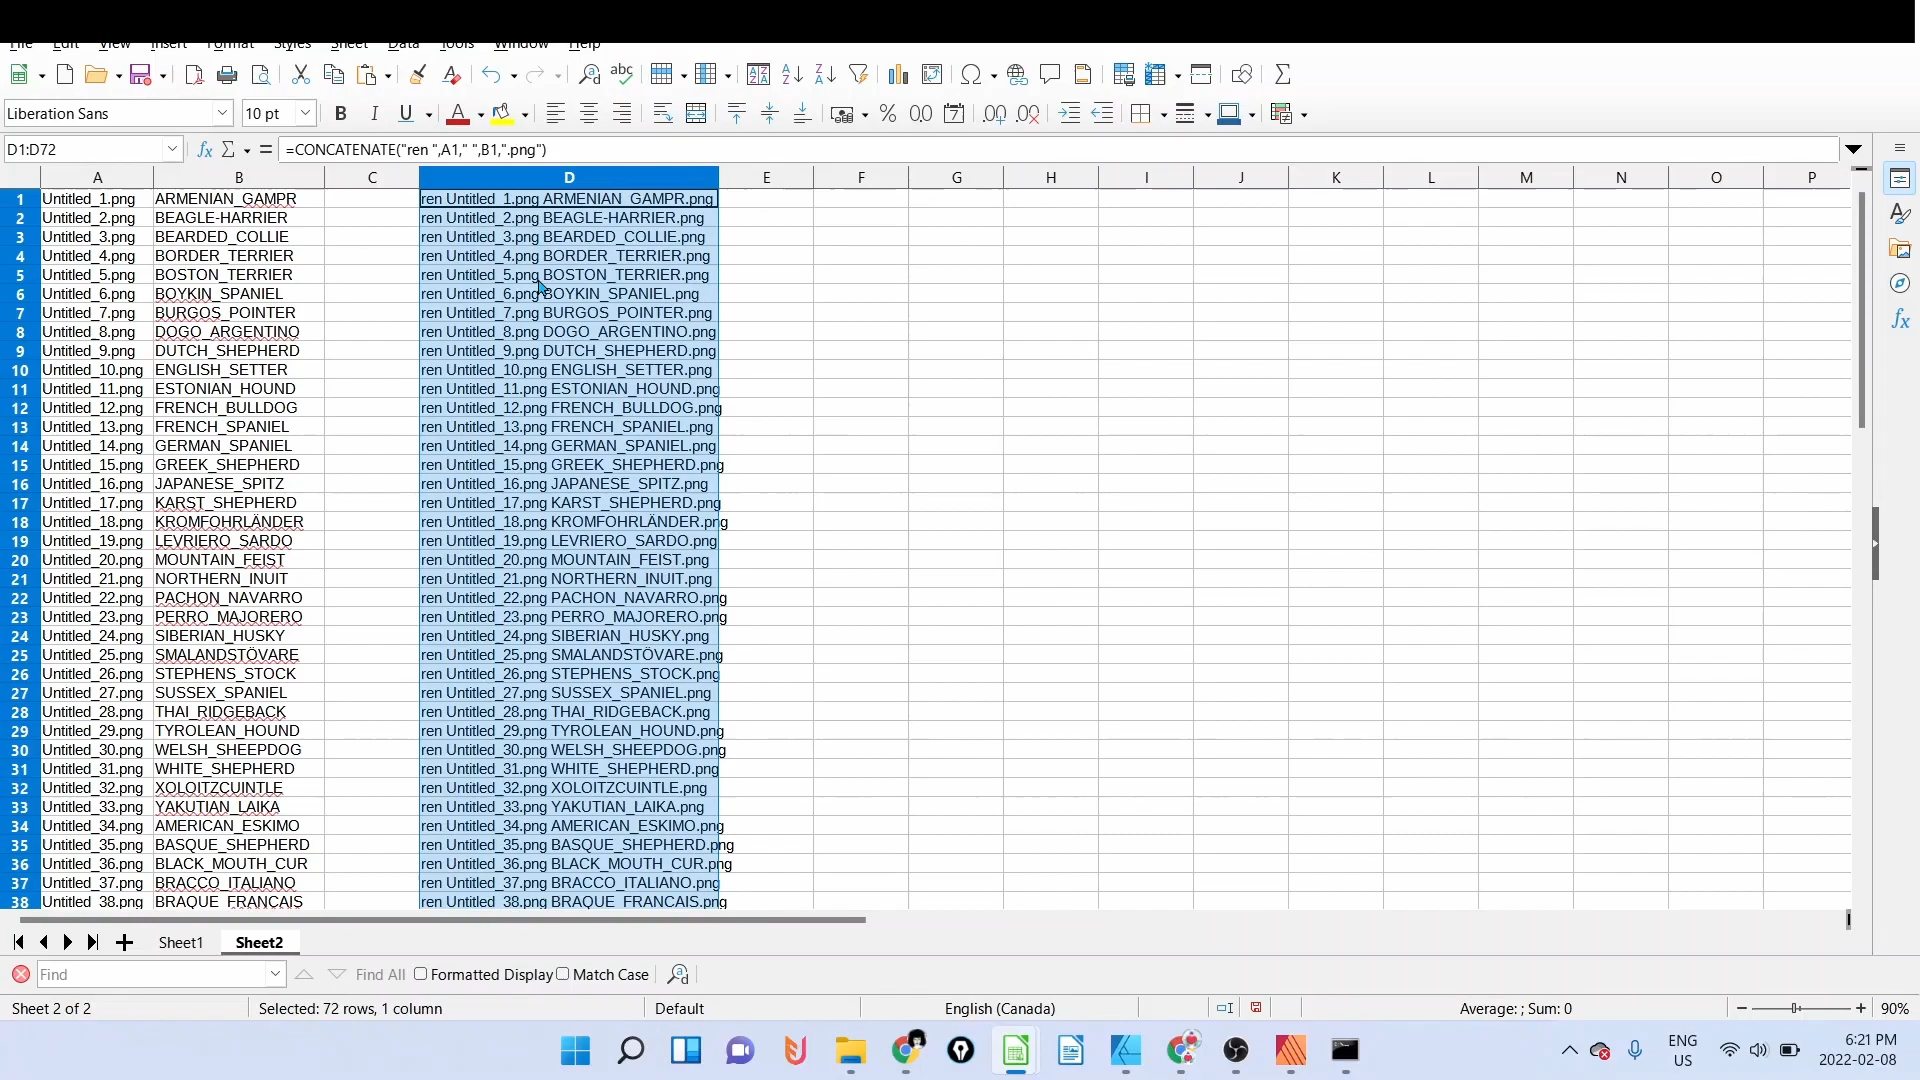 File Edit View Insert Format Styles Sheet Data Tools Window Help
Liberation Sans 10 pt
D1:D72 =CONCATENATE("ren ",A1," ",B1,".png")
A B C D E F G H I J K L M N O P
1 Untitled_1.png ARMENIAN_GAMPR ren Untitled_1.png ARMENIAN_GAMPR.png
2 Untitled_2.png BEAGLE-HARRIER ren Untitled_2.png BEAGLE-HARRIER.png
3 Untitled_3.png BEARDED_COLLIE ren Untitled_3.png BEARDED_COLLIE.png
4 Untitled_4.png BORDER_TERRIER ren Untitled_4.png BORDER_TERRIER.png
5 Untitled_5.png BOSTON_TERRIER ren Untitled_5.png BOSTON_TERRIER.png
6 Untitled_6.png BOYKIN_SPANIEL ren Untitled_6.png BOYKIN_SPANIEL.png
7 Untitled_7.png BURGOS_POINTER ren Untitled_7.png BURGOS_POINTER.png
8 Untitled_8.png DOGO_ARGENTINO ren Untitled_8.png DOGO_ARGENTINO.png
9 Untitled_9.png DUTCH_SHEPHERD ren Untitled_9.png DUTCH_SHEPHERD.png
10 Untitled_10.png ENGLISH_SETTER ren Untitled_10.png ENGLISH_SETTER.png
11 Untitled_11.png ESTONIAN_HOUND ren Untitled_11.png ESTONIAN_HOUND.png
12 Untitled_12.png FRENCH_BULLDOG ren Untitled_12.png FRENCH_BULLDOG.png
13 Untitled_13.png FRENCH_SPANIEL ren Untitled_13.png FRENCH_SPANIEL.png
14 Untitled_14.png GERMAN_SPANIEL ren Untitled_14.png GERMAN_SPANIEL.png
15 Untitled_15.png GREEK_SHEPHERD ren Untitled_15.png GREEK_SHEPHERD.png
16 Untitled_16.png JAPANESE_SPITZ ren Untitled_16.png JAPANESE_SPITZ.png
17 Untitled_17.png KARST_SHEPHERD ren Untitled_17.png KARST_SHEPHERD.png
18 Untitled_18.png KROMFOHRLÄNDER ren Untitled_18.png KROMFOHRLÄNDER.png
19 Untitled_19.png LEVRIERO_SARDO ren Untitled_19.png LEVRIERO_SARDO.png
20 Untitled_20.png MOUNTAIN_FEIST ren Untitled_20.png MOUNTAIN_FEIST.png
21 Untitled_21.png NORTHERN_INUIT ren Untitled_21.png NORTHERN_INUIT.png
22 Untitled_22.png PACHON_NAVARRO ren Untitled_22.png PACHON_NAVARRO.png
23 Untitled_23.png PERRO_MAJORERO ren Untitled_23.png PERRO_MAJORERO.png
24 Untitled_24.png SIBERIAN_HUSKY ren Untitled_24.png SIBERIAN_HUSKY.png
25 Untitled_25.png SMALANDSTÖVARE ren Untitled_25.png SMALANDSTÖVARE.png
26 Untitled_26.png STEPHENS_STOCK ren Untitled_26.png STEPHENS_STOCK.png
27 Untitled_27.png SUSSEX_SPANIEL ren Untitled_27.png SUSSEX_SPANIEL.png
28 Untitled_28.png THAI_RIDGEBACK ren Untitled_28.png THAI_RIDGEBACK.png
29 Untitled_29.png TYROLEAN_HOUND ren Untitled_29.png TYROLEAN_HOUND.png
30 Untitled_30.png WELSH_SHEEPDOG ren Untitled_30.png WELSH_SHEEPDOG.png
31 Untitled_31.png WHITE_SHEPHERD ren Untitled_31.png WHITE_SHEPHERD.png
32 Untitled_32.png XOLOITZCUINTLE ren Untitled_32.png XOLOITZCUINTLE.png
33 Untitled_33.png YAKUTIAN_LAIKA ren Untitled_33.png YAKUTIAN_LAIKA.png
34 Untitled_34.png AMERICAN_ESKIMO ren Untitled_34.png AMERICAN_ESKIMO.png
35 Untitled_35.png BASQUE_SHEPHERD ren Untitled_35.png BASQUE_SHEPHERD.png
36 Untitled_36.png BLACK_MOUTH_CUR ren Untitled_36.png BLACK_MOUTH_CUR.png
37 Untitled_37.png BRACCO_ITALIANO ren Untitled_37.png BRACCO_ITALIANO.png
38 Untitled_38.png BRAQUE_FRANCAIS ren Untitled_38.png BRAQUE_FRANCAIS.png
Sheet1 Sheet2
Find Find All Formatted Display Match Case
Sheet 2 of 2 Selected: 72 rows, 1 column Default English (Canada) Average: ; Sum: 0 90%
ENG 6:21 PM
US 2022-02-08